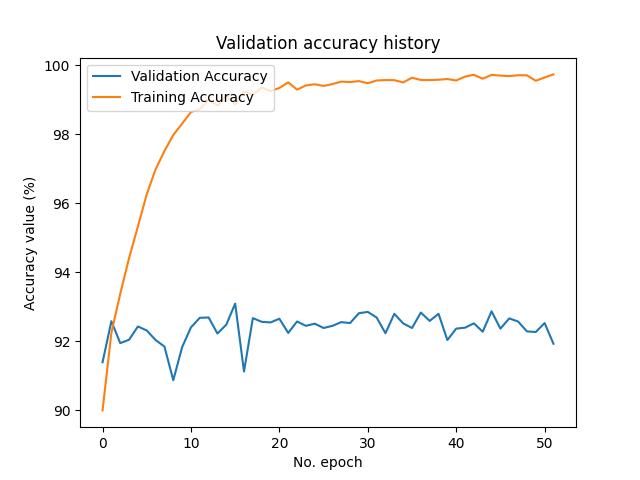 Validation accuracy history
Validation Accuracy
Training Accuracy
Accuracy value (%)
100
98
96
94
92
90
0 10 20 30 40 50
No. epoch